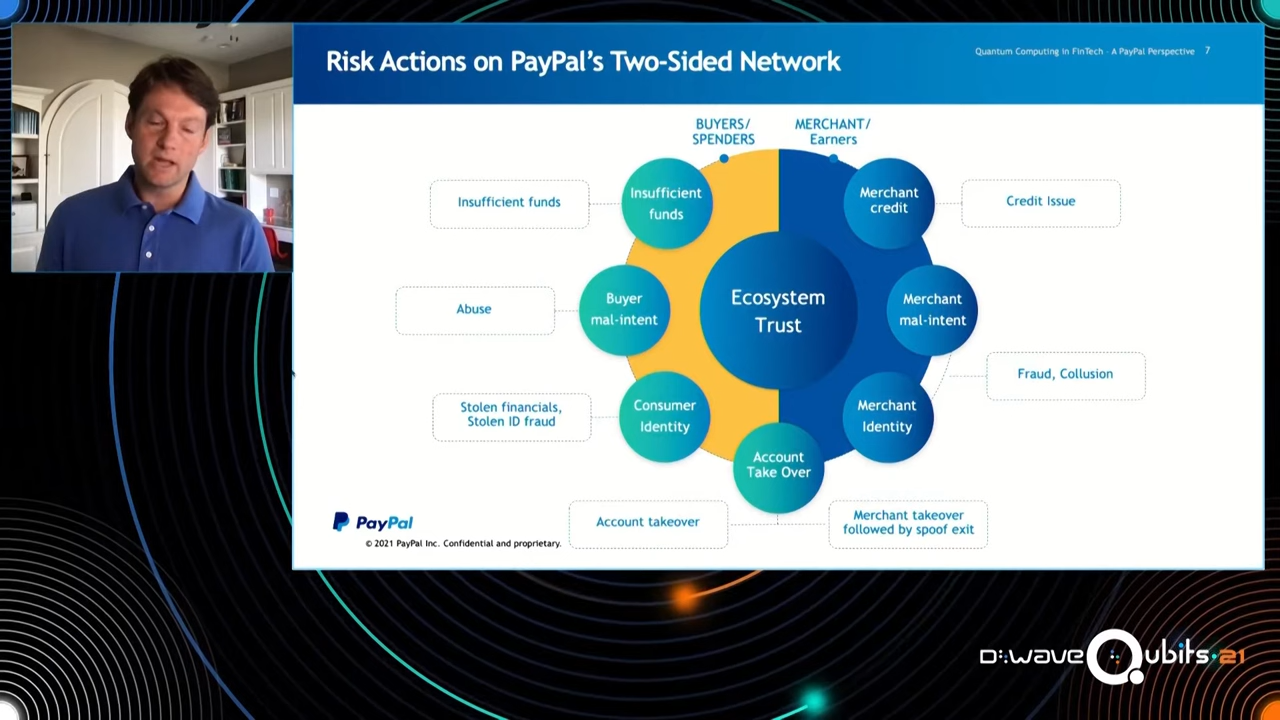 Risk Actions on PayPal's Two-Sided Network
Quantum Computing in FinTech - A PayPal Perspective 7
BUYERS/
SPENDERS
MERCHANT/
Earners
Insufficient funds
Insufficient
funds
Merchant
credit
Credit Issue
Abuse
Buyer
mal-intent
Ecosystem
Trust
Merchant
mal-intent
Fraud, Collusion
Stolen financials,
Stolen ID fraud
Consumer
Identity
Merchant
Identity
Account
Take Over
Account takeover
Merchant takeover
followed by spoof exit
PayPal
© 2021 PayPal Inc. Confidential and proprietary.
D:wave Qubits·21